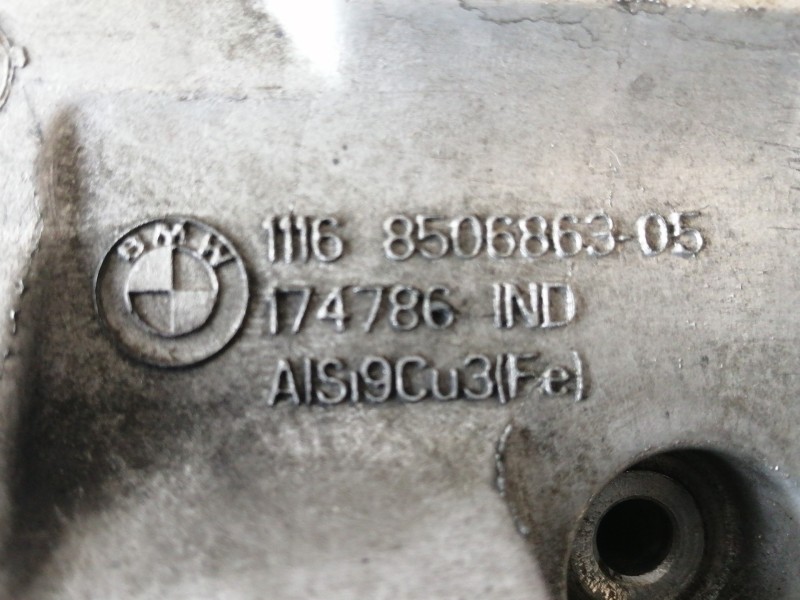 BMW
1116 8506863-05
174786 IND
AlSi9Cu3(Fe)